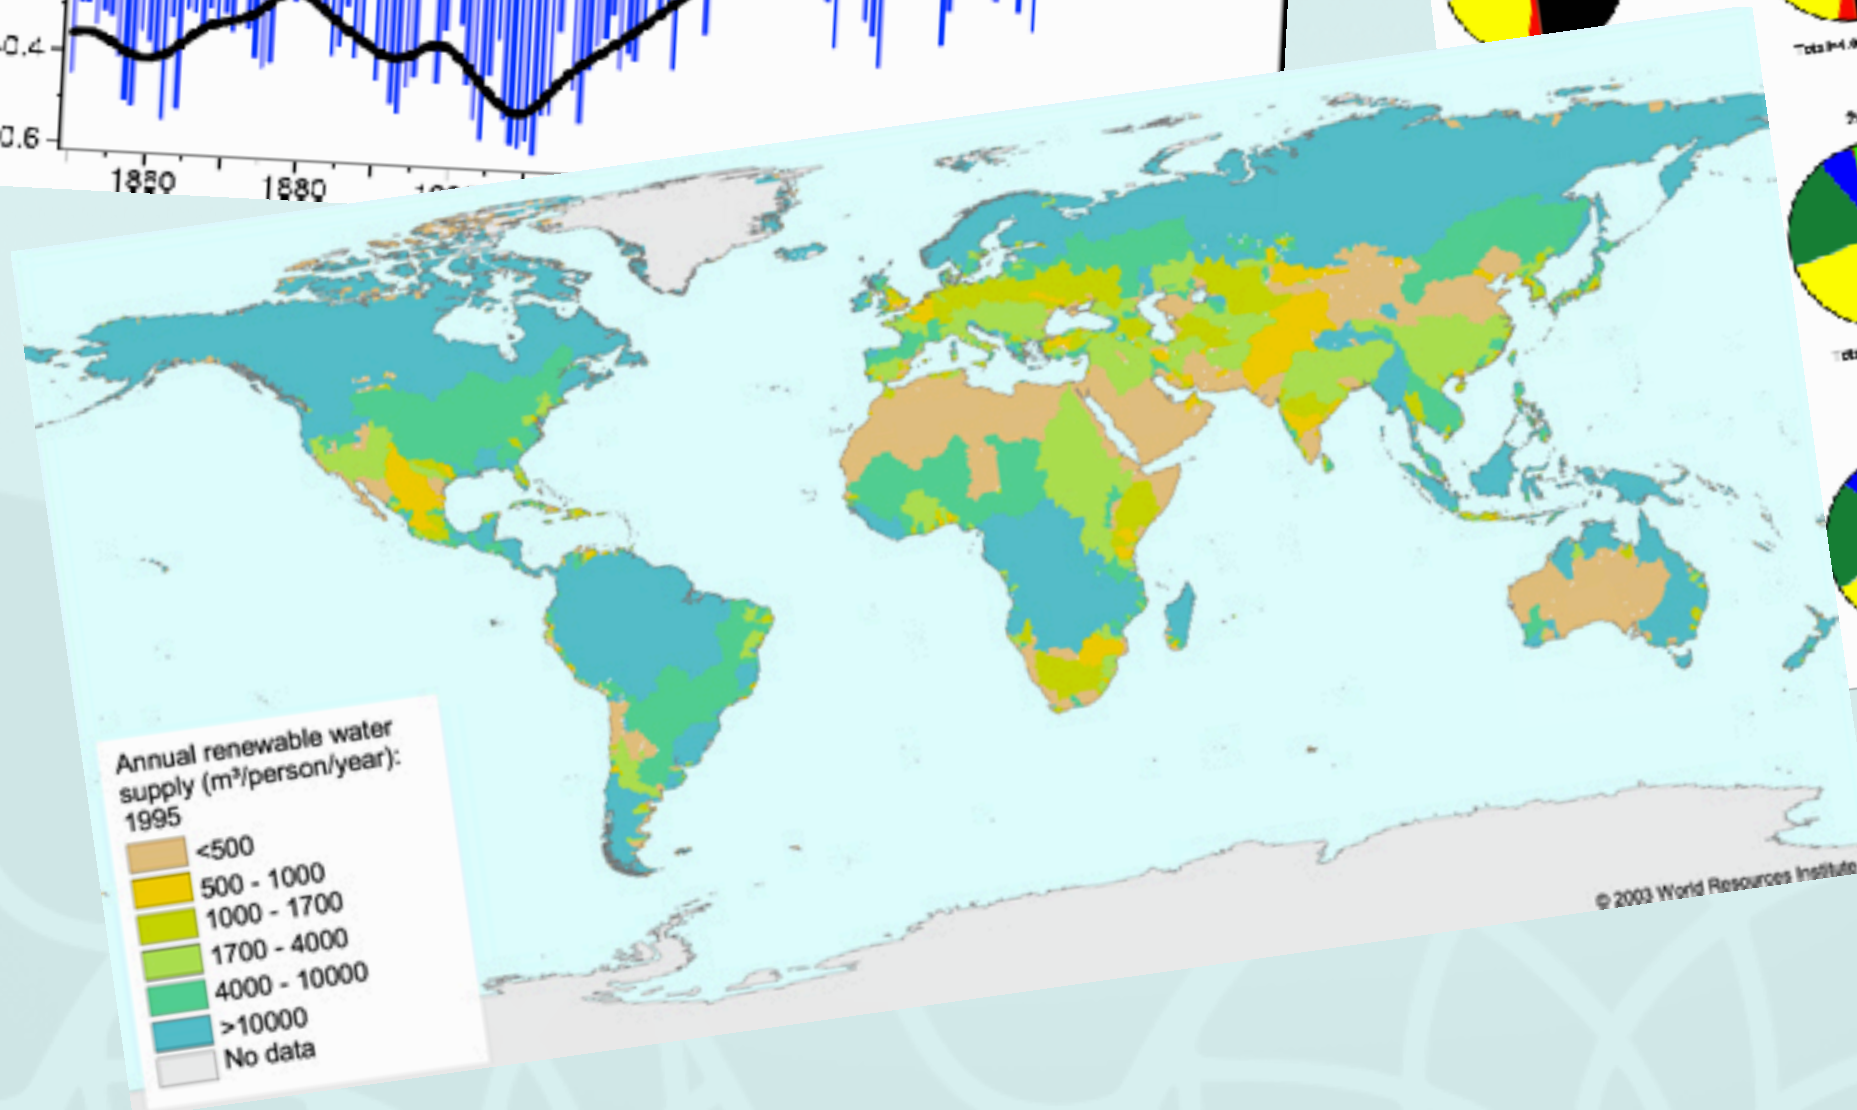 0.4
0.6
1860
1880
Annual renewable water
supply (m³/person/year):
1995
<500
500 - 1000
1000 - 1700
1700 - 4000
4000 - 10000
>10000
No data
© 2003 World Resources Institute